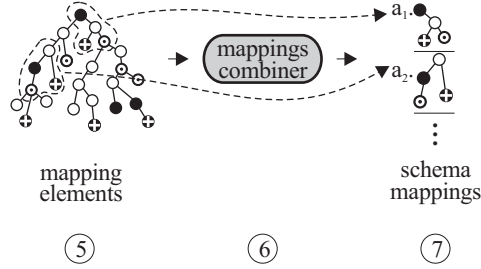 a₁.
mappings
combiner
a₂.
mapping
elements
schema
mappings
5
6
7